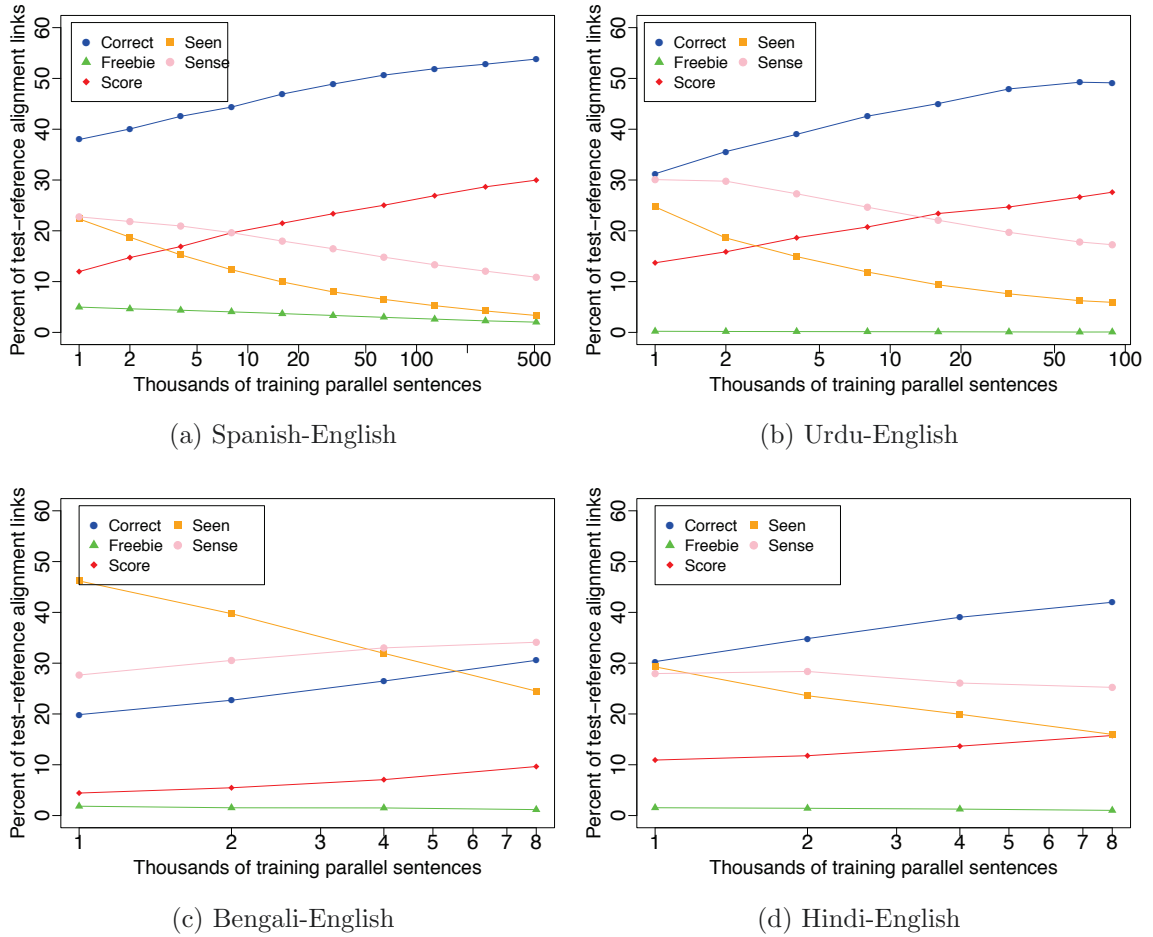 Percent of test−reference alignment links
60
50
40
30
20
10
0
Correct Seen
Freebie Sense
Score
1 2 5 10 20 50 100 500
Thousands of training parallel sentences
(a) Spanish-English
Percent of test−reference alignment links
60
50
40
30
20
10
0
Correct Seen
Freebie Sense
Score
1 2 5 10 20 50 100
Thousands of training parallel sentences
(b) Urdu-English
Percent of test−reference alignment links
60
50
40
30
20
10
0
Correct Seen
Freebie Sense
Score
1 2 3 4 5 6 7 8
Thousands of training parallel sentences
(c) Bengali-English
Percent of test−reference alignment links
60
50
40
30
20
10
0
Correct Seen
Freebie Sense
Score
1 2 3 4 5 6 7 8
Thousands of training parallel sentences
(d) Hindi-English